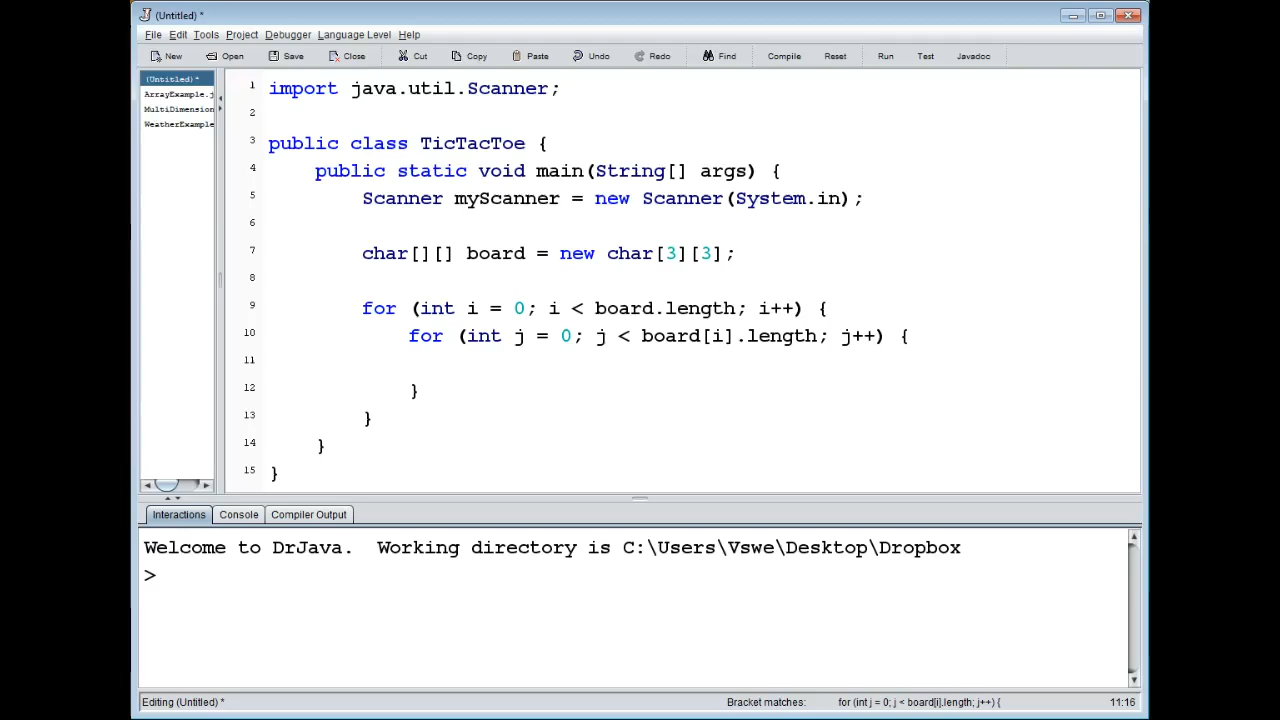 (Untitled) *
File Edit Tools Project Debugger Language Level Help
New Open Save Close Cut Copy Paste Undo Redo Find Compile Reset Run Test Javadoc
(Untitled) *
ArrayExample.j
MultiDimension
WeatherExample
1 import java.util.Scanner;
2
3 public class TicTacToe {
4 public static void main(String[] args) {
5 Scanner myScanner = new Scanner(System.in);
6
7 char[][] board = new char[3][3];
8
9 for (int i = 0; i < board.length; i++) {
10 for (int j = 0; j < board[i].length; j++) {
11
12 }
13 }
14 }
15 }
Interactions Console Compiler Output
Welcome to DrJava. Working directory is C:\Users\Vswe\Desktop\Dropbox
>
Editing (Untitled) * Bracket matches: for (int j = 0; j < board[i].length; j++) { 11:16